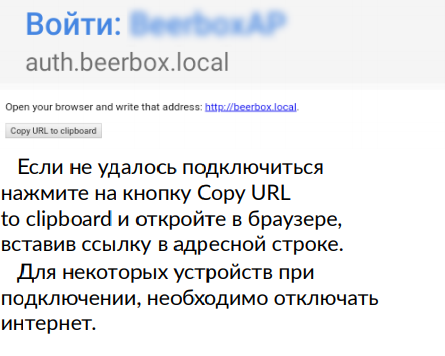 Войти: BeerboxAP
auth.beerbox.local
Open your browser and write that address: http://beerbox.local.
Copy URL to clipboard
Если не удалось подключиться
нажмите на кнопку Copy URL
to clipboard и откройте в браузере,
вставив ссылку в адресной строке.
Для некоторых устройств при
подключении, необходимо отключать
интернет.